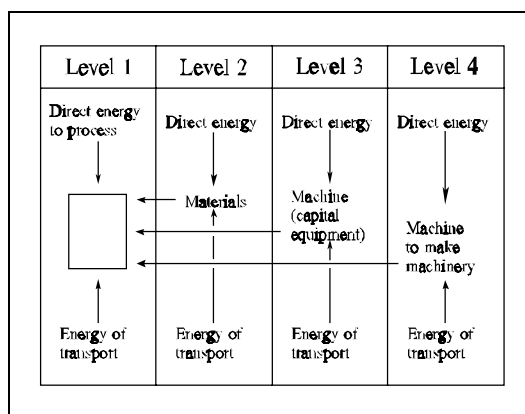 Level 1
Level 2
Level 3
Level 4
Direct energy
to process
Direct energy
Direct energy
Direct energy
Materials
Machine
(capital
equipment)
Machine
to make
machinery
Energy of
transport
Energy of
transport
Energy of
transport
Energy of
transport